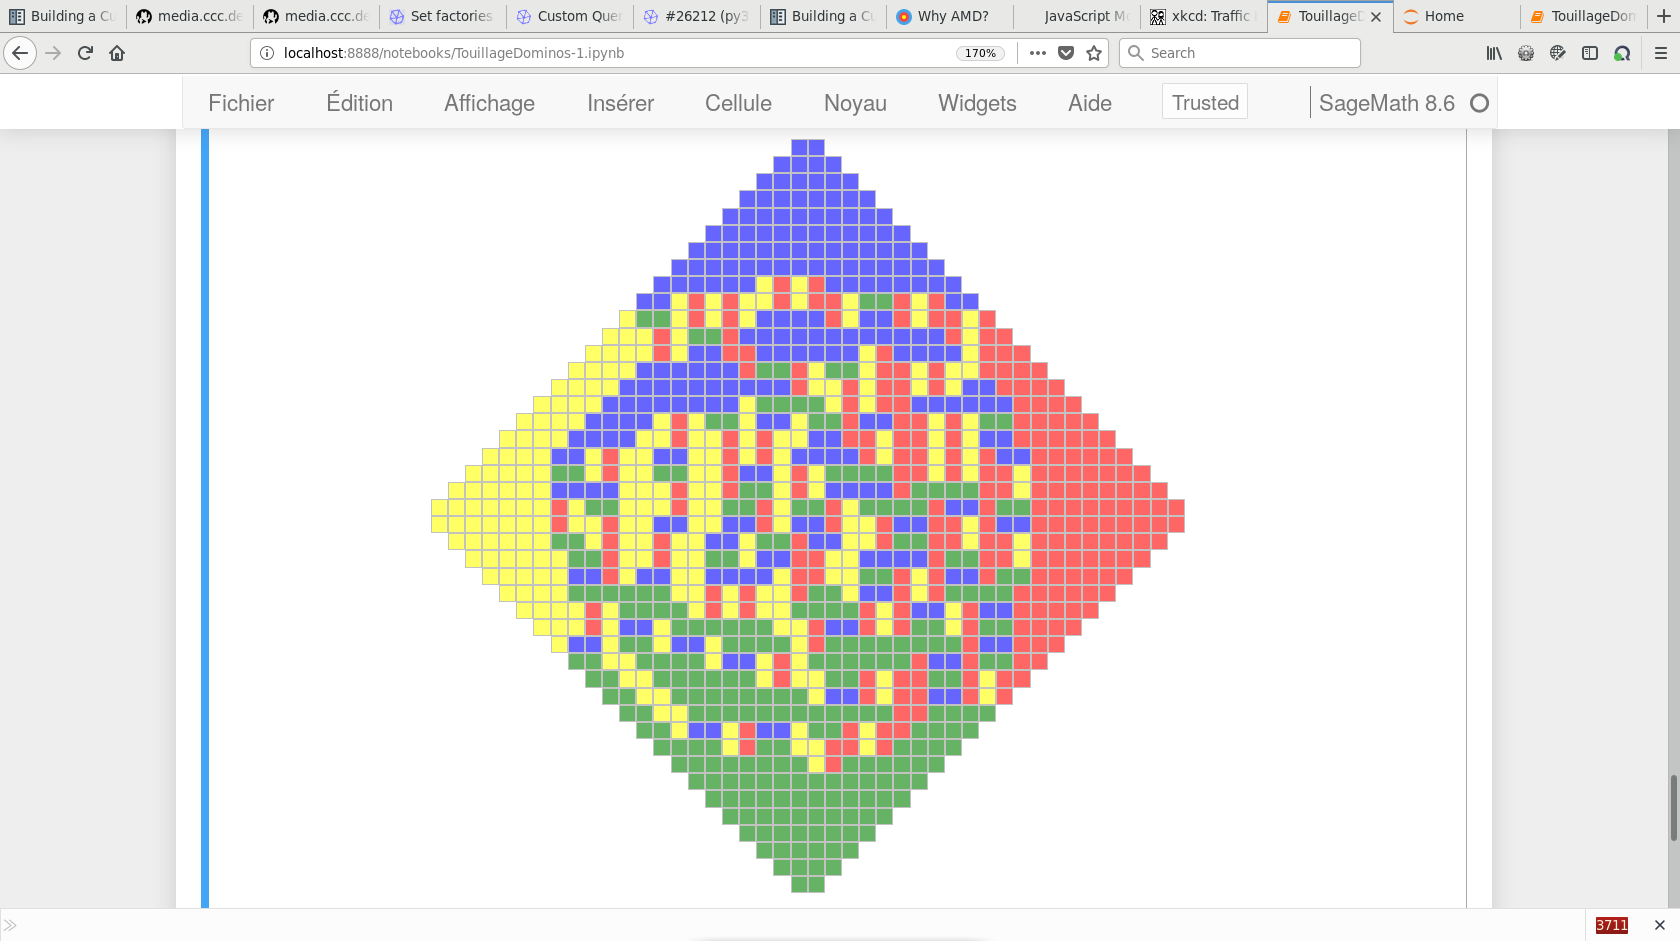 Building a Cu
media.ccc.de
media.ccc.de
Set factories
Custom Quer
#26212 (py3
Building a Cu
Why AMD?
JavaScript Mo
xkcd: Traffic L
TouillageD
Home
TouillageDom
localhost:8888/notebooks/TouillageDominos-1.ipynb
170%
Search
Fichier
Édition
Affichage
Insérer
Cellule
Noyau
Widgets
Aide
Trusted
SageMath 8.6
3711